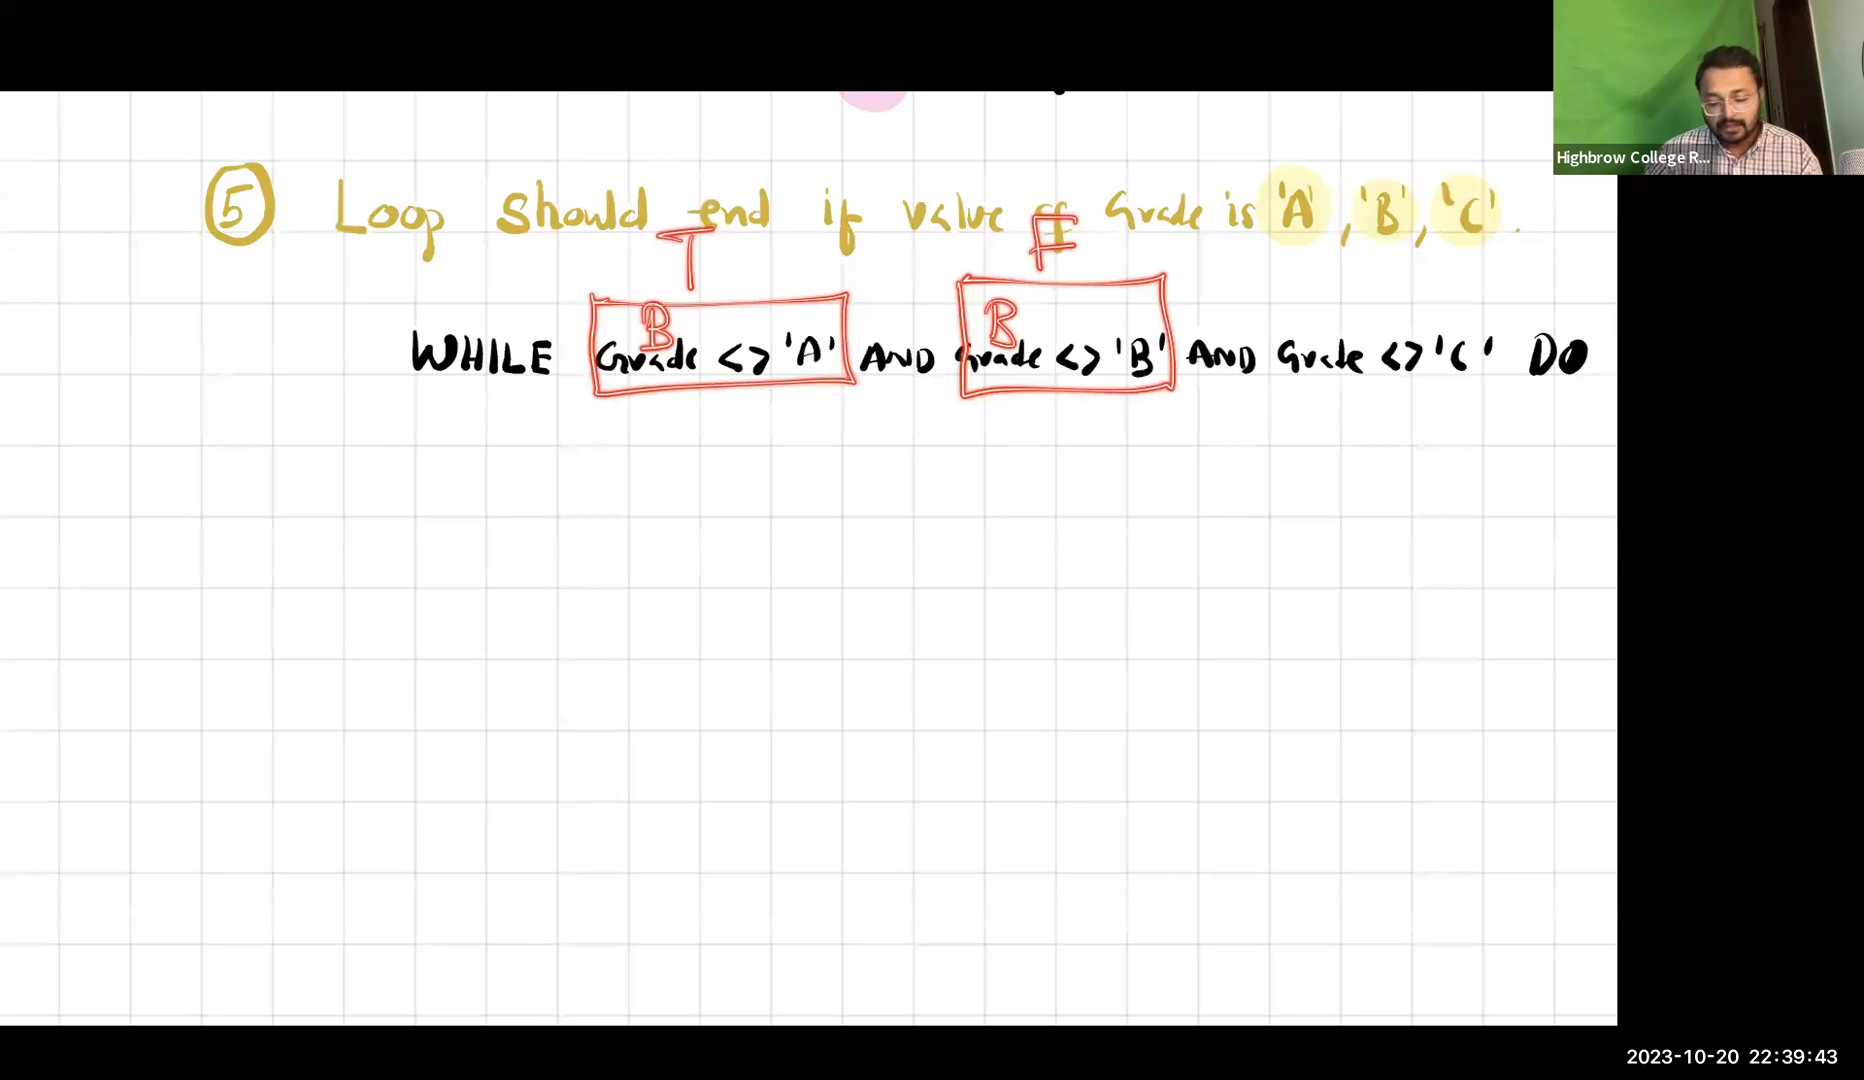 Highbrow College R...
5 Loop should end if value of Grade is 'A', 'B', 'C'.
T F
B B
WHILE Grade <> 'A' AND Grade <> 'B' AND Grade <> 'C' DO
2023-10-20 22:39:43